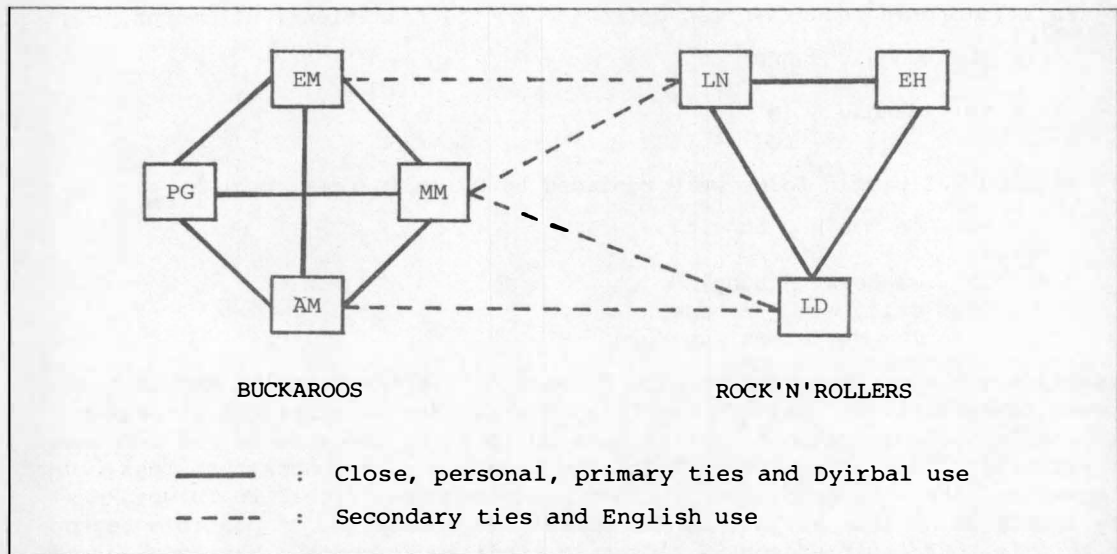 EM LN EH
PG MM
AM LD
BUCKAROOS ROCK'N'ROLLERS
: Close, personal, primary ties and Dyirbal use
: Secondary ties and English use